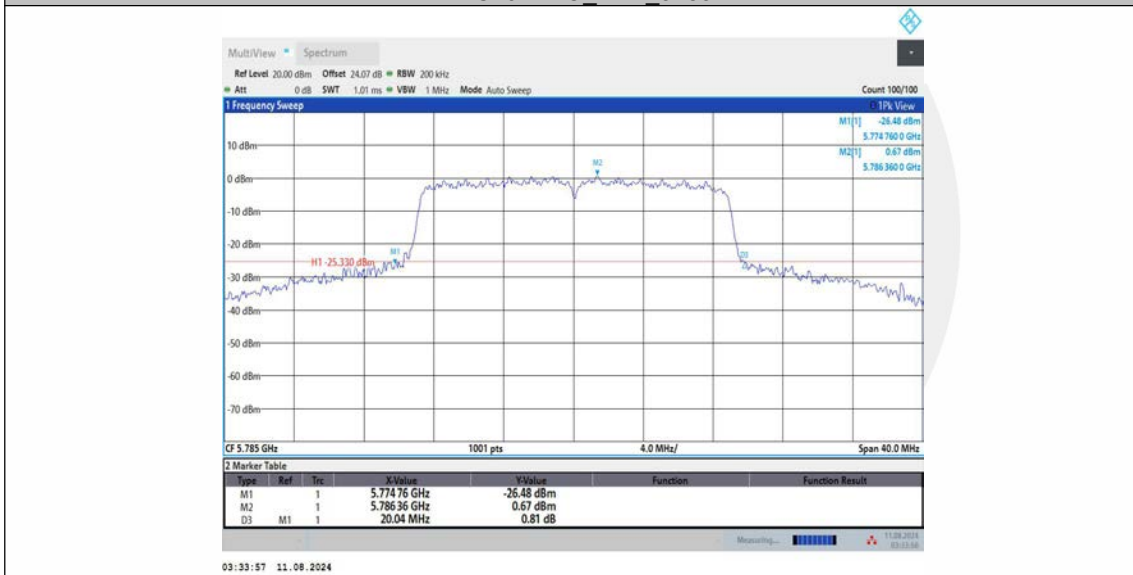 MultiView Spectrum
Ref Level 20.00 dBm Offset 24.07 dB RBW 200 kHz
Att 0 dB SWT 1.01 ms VBW 1 MHz Mode Auto Sweep Count 100/100
1 Frequency Sweep 1Pk View
M1[1] -26.48 dBm
5.774 760 0 GHz
M2[1] 0.67 dBm
5.786 360 0 GHz
10 dBm
M2
0 dBm
-10 dBm
-20 dBm
M1
D3
H1 -25.330 dBm
-30 dBm
-40 dBm
-50 dBm
-60 dBm
-70 dBm
CF 5.785 GHz 1001 pts 4.0 MHz/ Span 40.0 MHz
2 Marker Table
Type Ref Trc X-Value Y-Value Function Function Result
M1 1 5.774 76 GHz -26.48 dBm
M2 1 5.786 36 GHz 0.67 dBm
D3 M1 1 20.04 MHz 0.81 dB
Measuring... 11.08.2024
03:33:57 11.08.2024